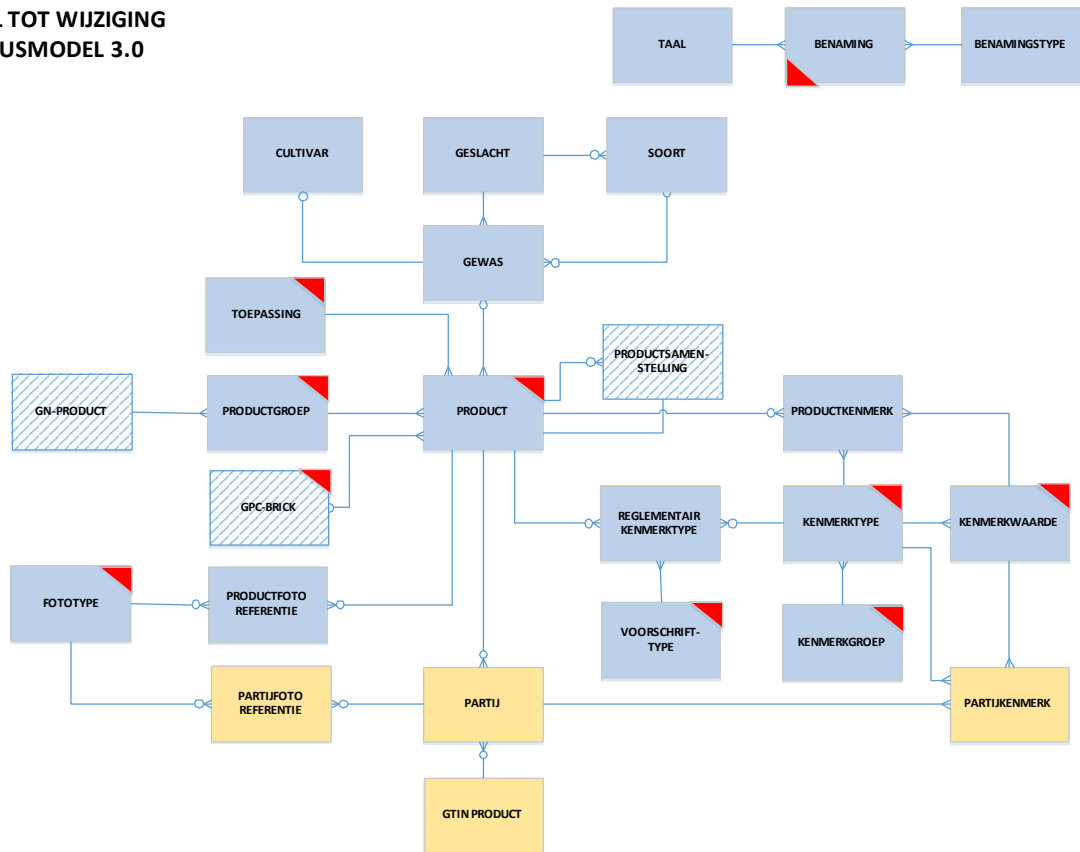 TOT WIJZIGING
USMODEL 3.0
TAAL
BENAMING
BENAMINGSTYPE
CULTIVAR
GESLACHT
SOORT
GEWAS
TOEPASSING
PRODUCTSAMEN-
STELLING
GN-PRODUCT
PRODUCTGROEP
PRODUCT
PRODUCTKENMERK
GPC-BRICK
REGLEMENTAIR
KENMERKTYPE
KENMERKTYPE
KENMERKWAARDE
FOTOTYPE
PRODUCTFOTO
REFERENTIE
VOORSCHRIFT-
TYPE
KENMERKGROEP
PARTIJFOTO
REFERENTIE
PARTIJ
PARTIJKENMERK
GTIN PRODUCT